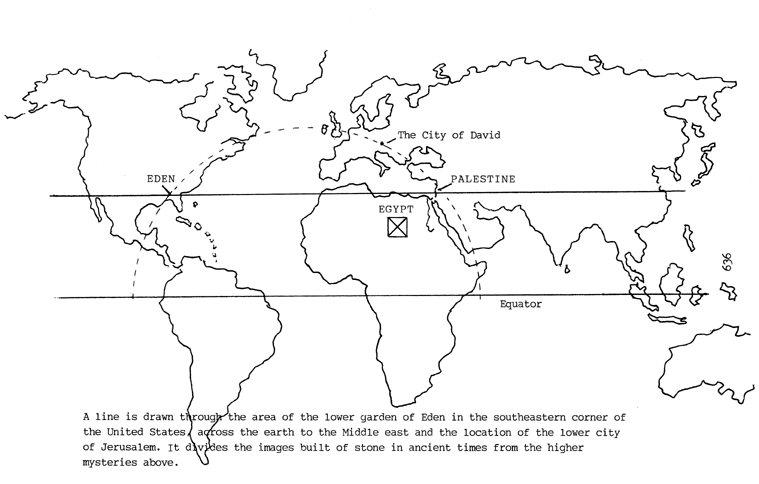 The City of David
EDEN
PALESTINE
EGYPT
636
Equator
A line is drawn through the area of the lower garden of Eden in the southeastern corner of
the United States, across the earth to the Middle east and the location of the lower city
of Jerusalem. It divides the images built of stone in ancient times from the higher
mysteries above.